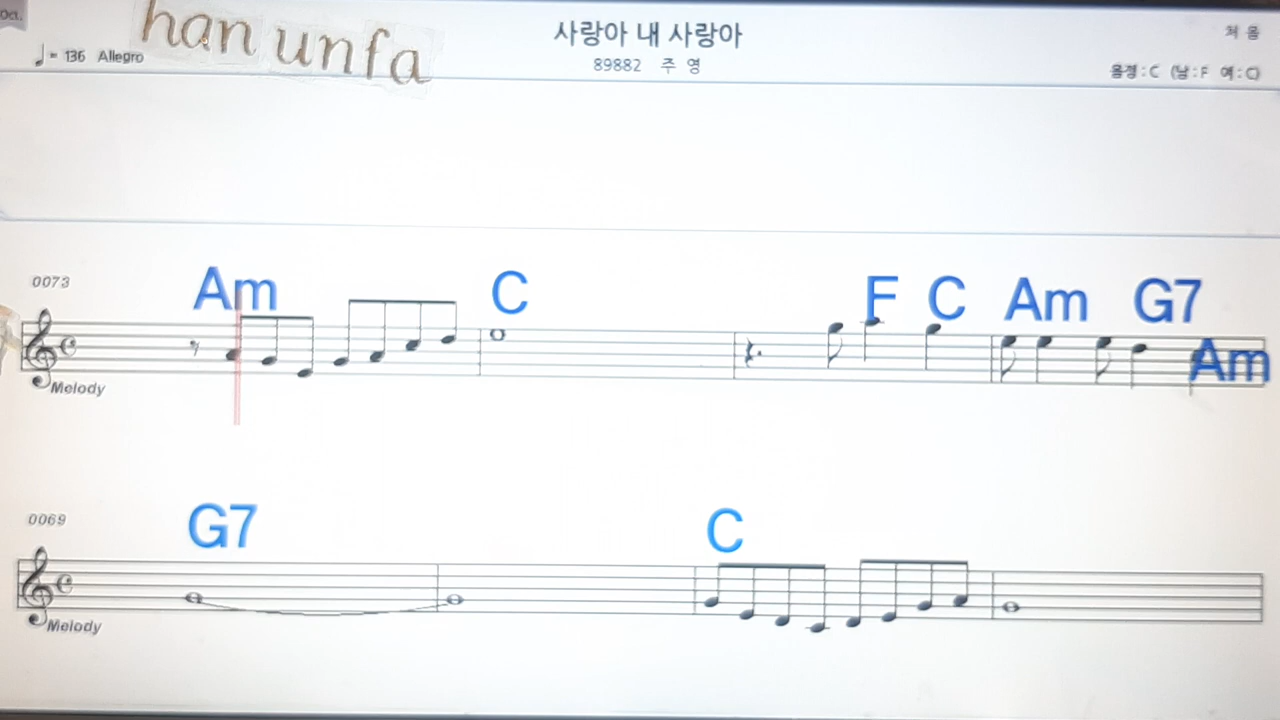 Oct.
han unfa
♩= 136 Allegro
사랑아 내 사랑아
89882 주 영
처 음
음정 : C (남 : F 여 : C)
0073
Am C F C Am G7
Am
Melody
0069
G7 C
Melody